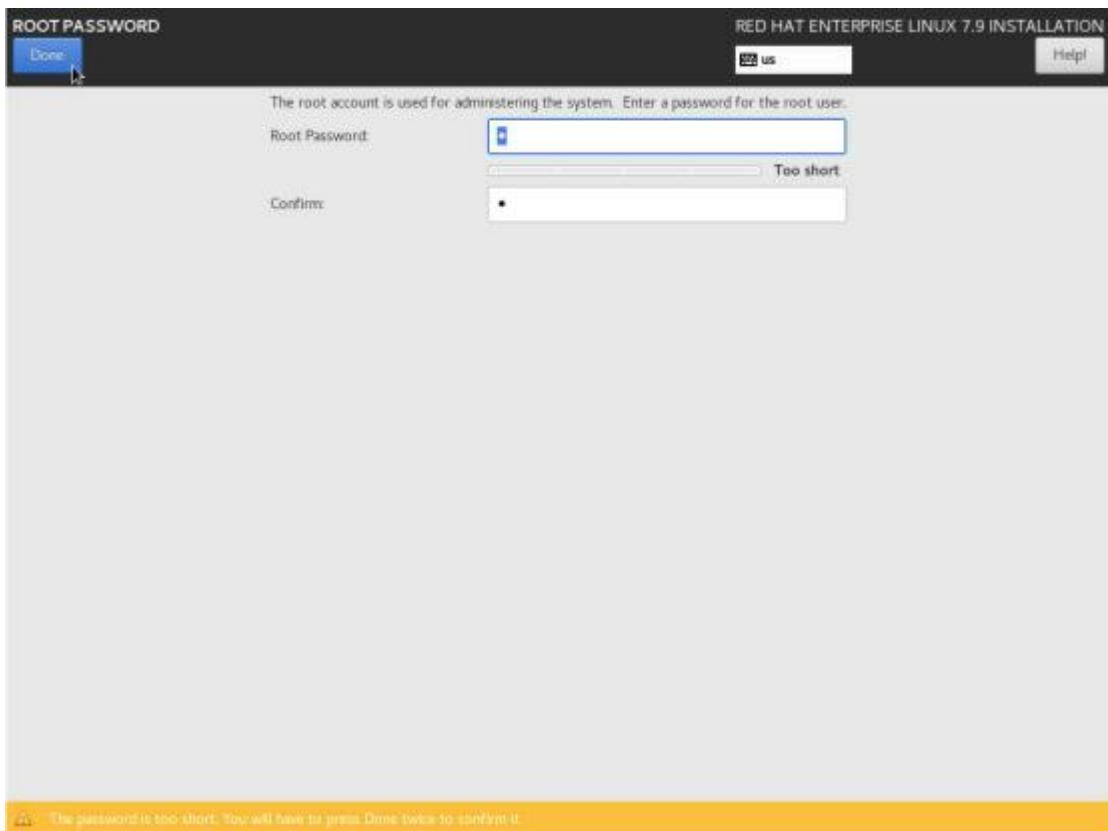 ROOT PASSWORD
RED HAT ENTERPRISE LINUX 7.9 INSTALLATION
Done
us
Help!
The root account is used for administering the system. Enter a password for the root user.
Root Password:
Too short
Confirm:
The password is too short. You will have to press Done twice to confirm it.